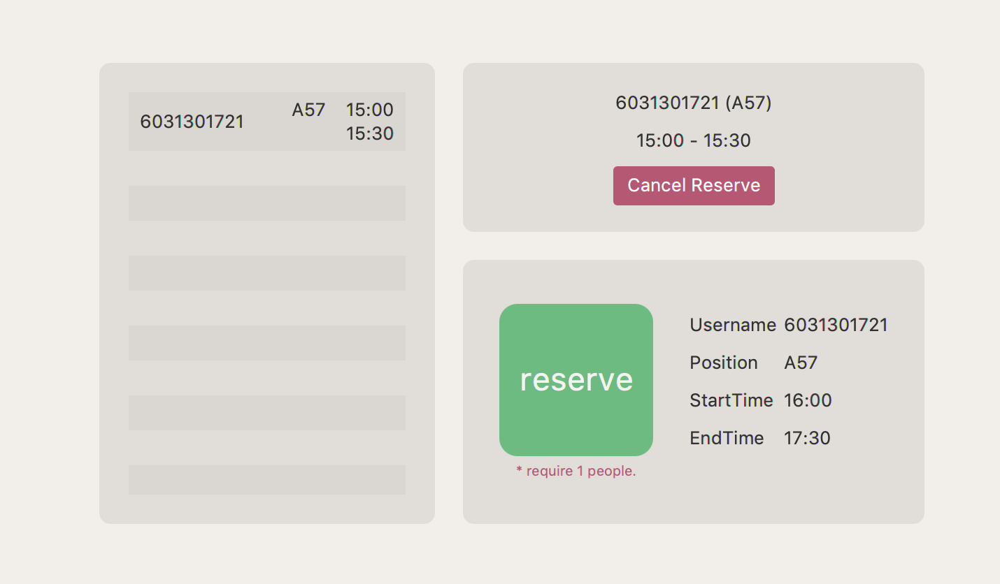 6031301721 A57 15:00
15:30
6031301721 (A57)
15:00 - 15:30
Cancel Reserve
reserve
* require 1 people.
Username 6031301721
Position A57
StartTime 16:00
EndTime 17:30